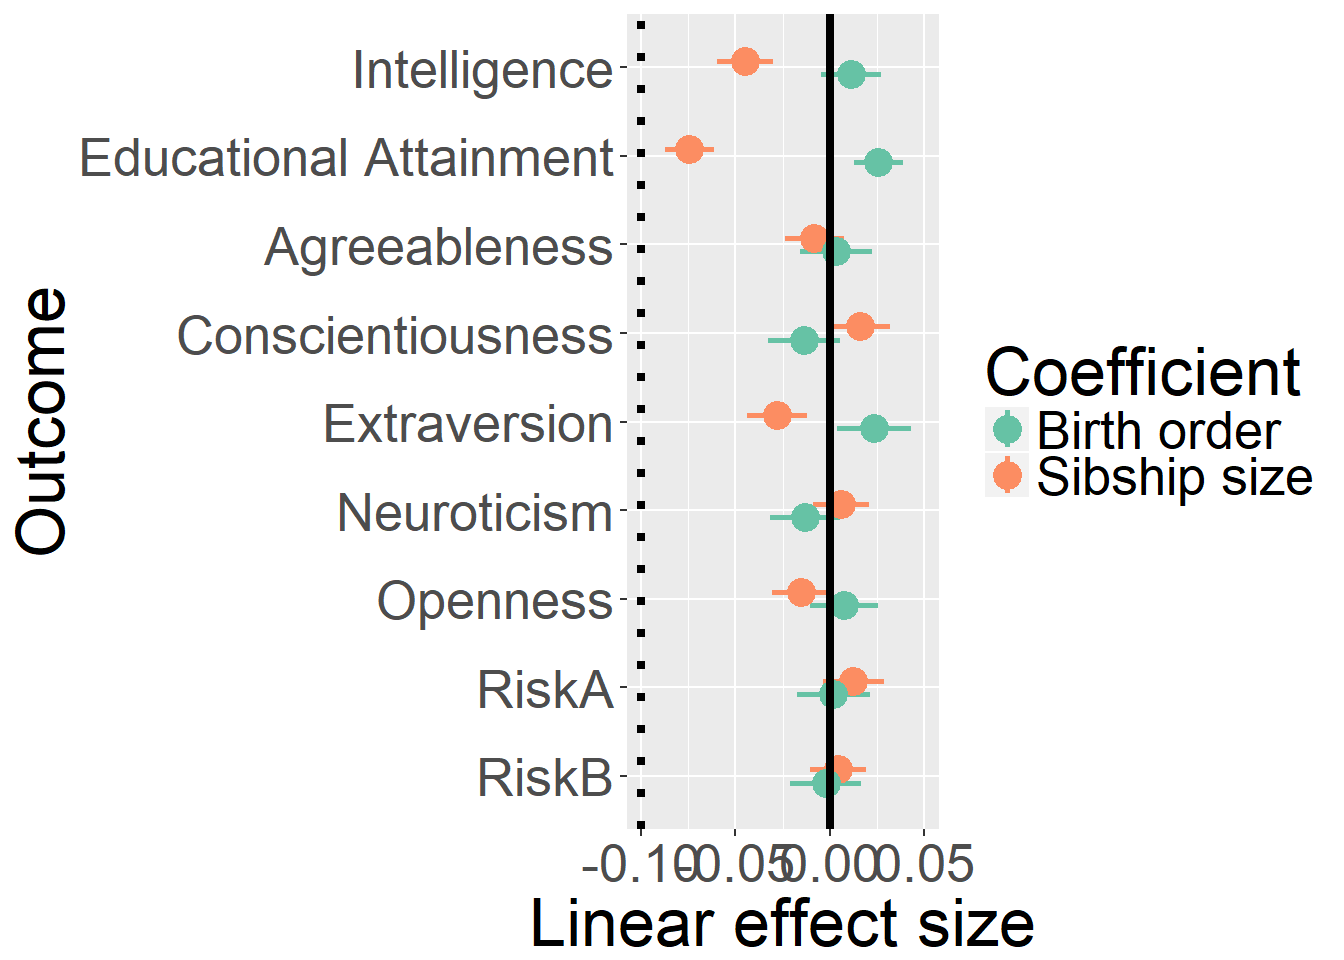 Outcome
Intelligence
Educational Attainment
Agreeableness
Conscientiousness
Extraversion
Neuroticism
Openness
RiskA
RiskB
-0.10 -0.05 0.00 0.05
Linear effect size
Coefficient
Birth order
Sibship size